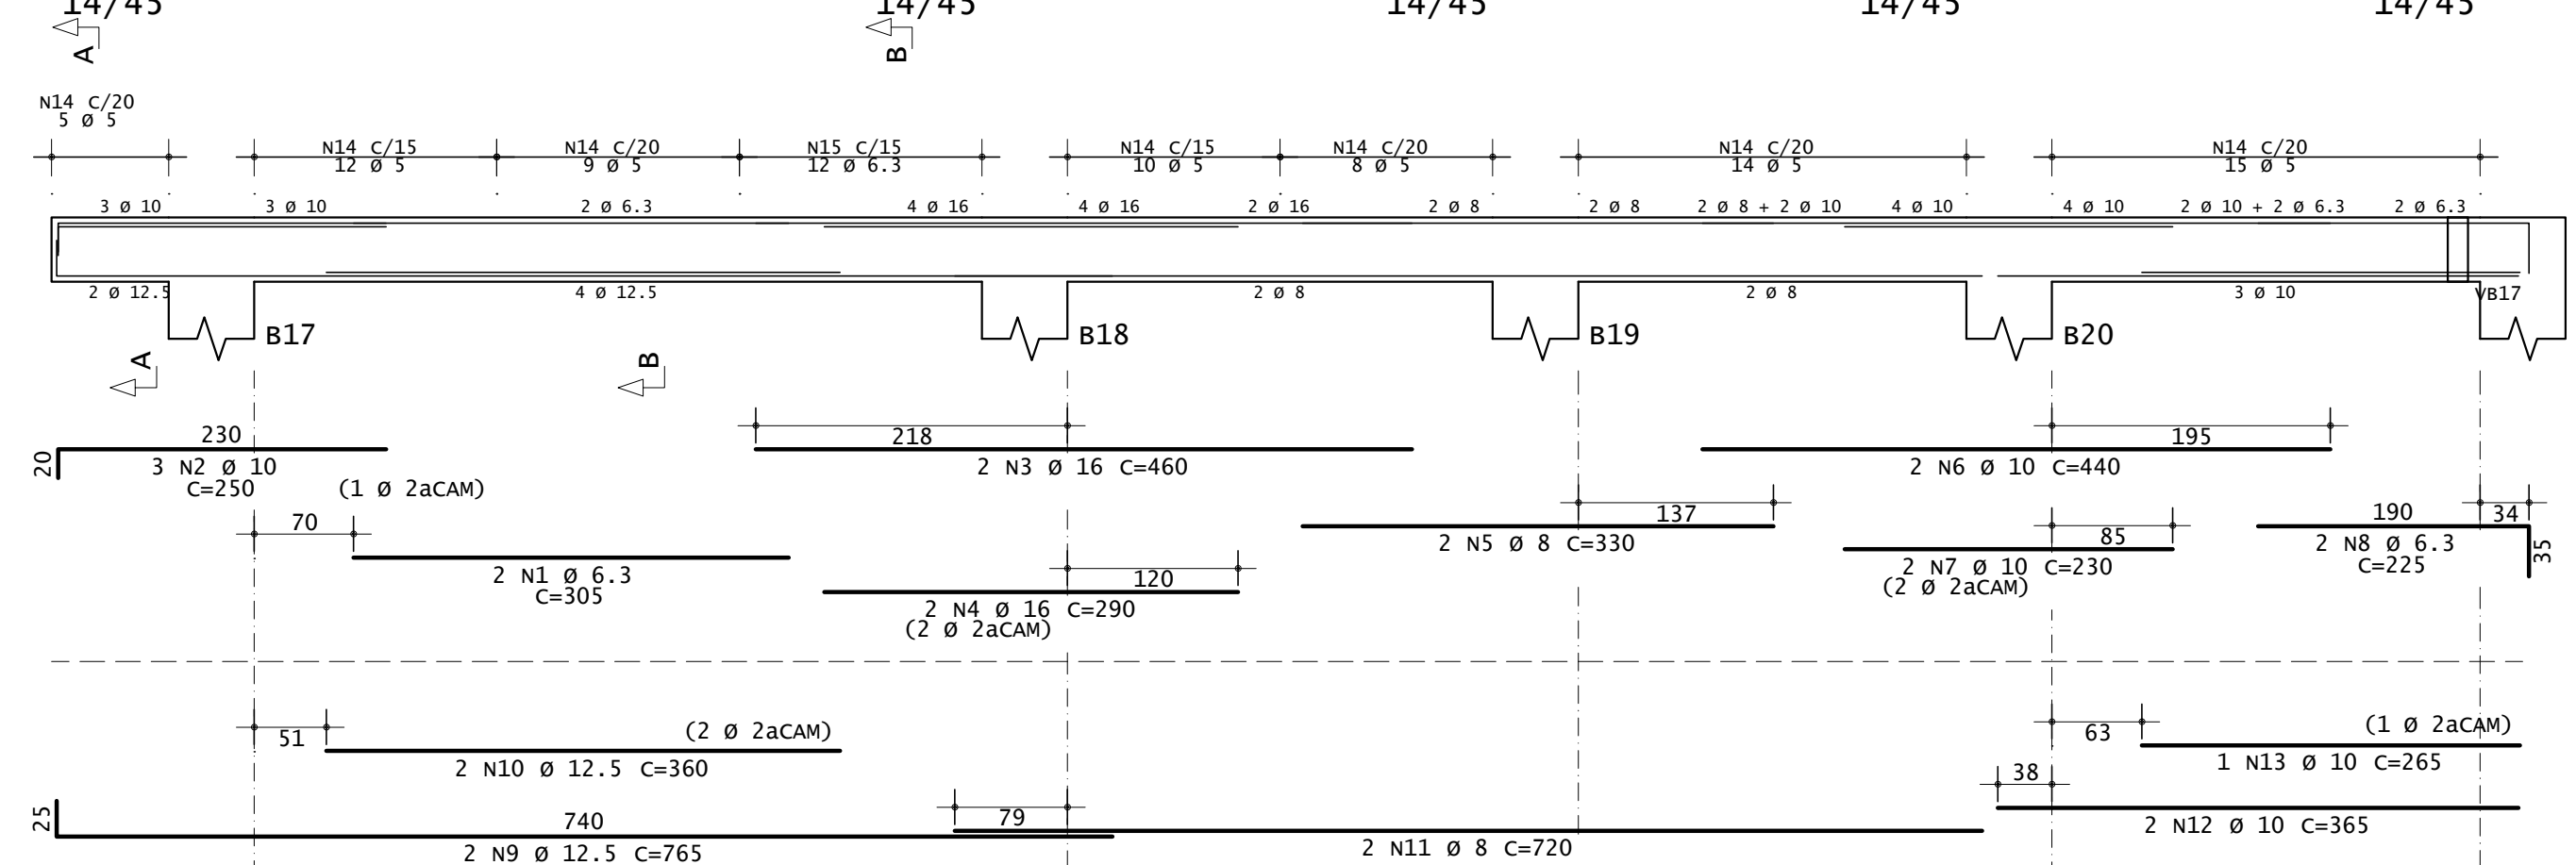 14/45 14/45 14/45 14/45 14/45
A B
N14 C/20
5 Ø 5
N14 C/15 N14 C/20 N15 C/15 N14 C/15 N14 C/20 N14 C/20 N14 C/20
12 Ø 5 9 Ø 5 12 Ø 6.3 10 Ø 5 8 Ø 5 14 Ø 5 15 Ø 5
3 Ø 10 3 Ø 10 2 Ø 6.3 4 Ø 16 4 Ø 16 2 Ø 16 2 Ø 8 2 Ø 8 2 Ø 8 + 2 Ø 10 4 Ø 10 4 Ø 10 2 Ø 10 + 2 Ø 6.3 2 Ø 6.3
2 Ø 12.5 4 Ø 12.5 2 Ø 8 2 Ø 8 3 Ø 10 VB17
B17 B18 B19 B20
A B
230 218 195
20
3 N2 Ø 10 2 N3 Ø 16 C=460 2 N6 Ø 10 C=440
C=250 (1 Ø 2aCAM)
70 137 85 190 34
2 N5 Ø 8 C=330 2 N8 Ø 6.3
35
C=225
2 N7 Ø 10 C=230
(2 Ø 2aCAM)
2 N1 Ø 6.3 120
C=305
2 N4 Ø 16 C=290
(2 Ø 2aCAM)
51 (2 Ø 2aCAM) 63 (1 Ø 2aCAM)
2 N10 Ø 12.5 C=360 1 N13 Ø 10 C=265
38
25
740 79 2 N12 Ø 10 C=365
2 N9 Ø 12.5 C=765 2 N11 Ø 8 C=720